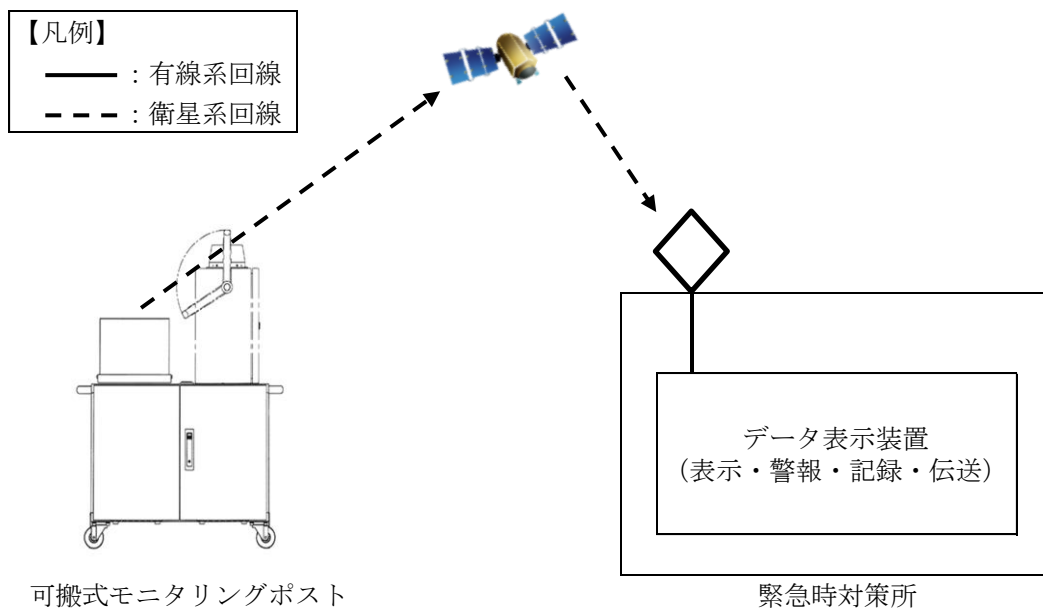 【凡例】
：有線系回線
：衛星系回線
データ表示装置
（表示・警報・記録・伝送）
可搬式モニタリングポスト
緊急時対策所